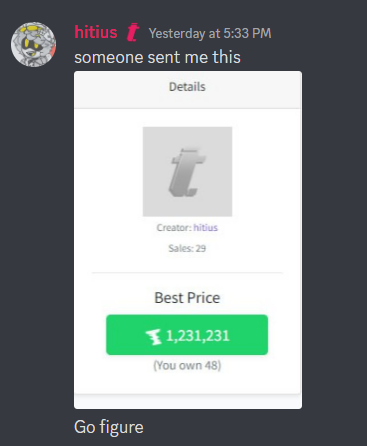 hitius Yesterday at 5:33 PM
someone sent me this
Details
Creator: hitius
Sales: 29
Best Price
1,231,231
(You own 48)
Go figure